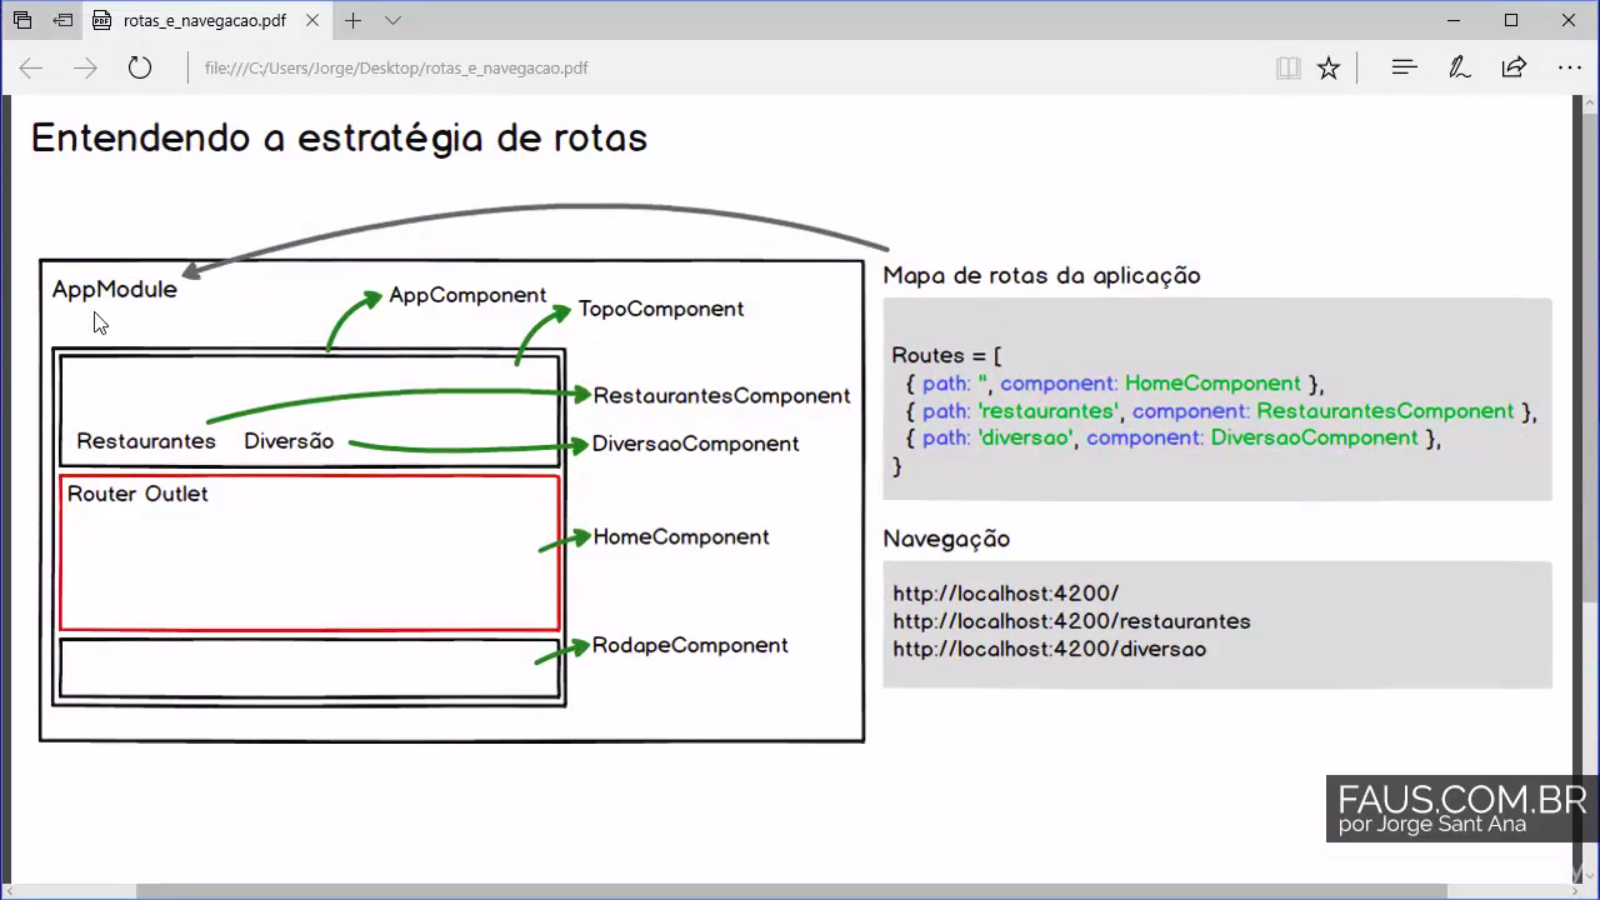 rotas_e_navegacao.pdf
file:///C:/Users/Jorge/Desktop/rotas_e_navegacao.pdf
Entendendo a estratégia de rotas
AppModule
AppComponent
TopoComponent
RestaurantesComponent
Restaurantes Diversão
DiversaoComponent
Router Outlet
HomeComponent
RodapeComponent
Mapa de rotas da aplicação
Routes = [
{ path: '', component: HomeComponent },
{ path: 'restaurantes', component: RestaurantesComponent },
{ path: 'diversao', component: DiversaoComponent },
}
Navegação
http://localhost:4200/
http://localhost:4200/restaurantes
http://localhost:4200/diversao
FAUS.COM.BR
por Jorge Sant Ana